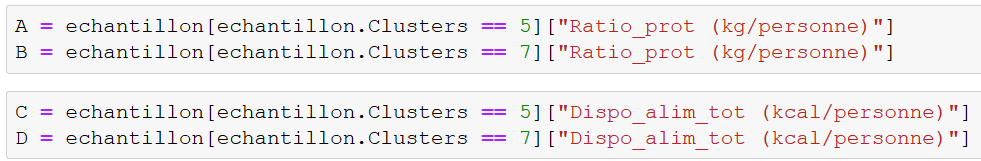 A = echantillon[echantillon.Clusters == 5]["Ratio_prot (kg/personne)"]
B = echantillon[echantillon.Clusters == 7]["Ratio_prot (kg/personne)"]
C = echantillon[echantillon.Clusters == 5]["Dispo_alim_tot (kcal/personne)"]
D = echantillon[echantillon.Clusters == 7]["Dispo_alim_tot (kcal/personne)"]